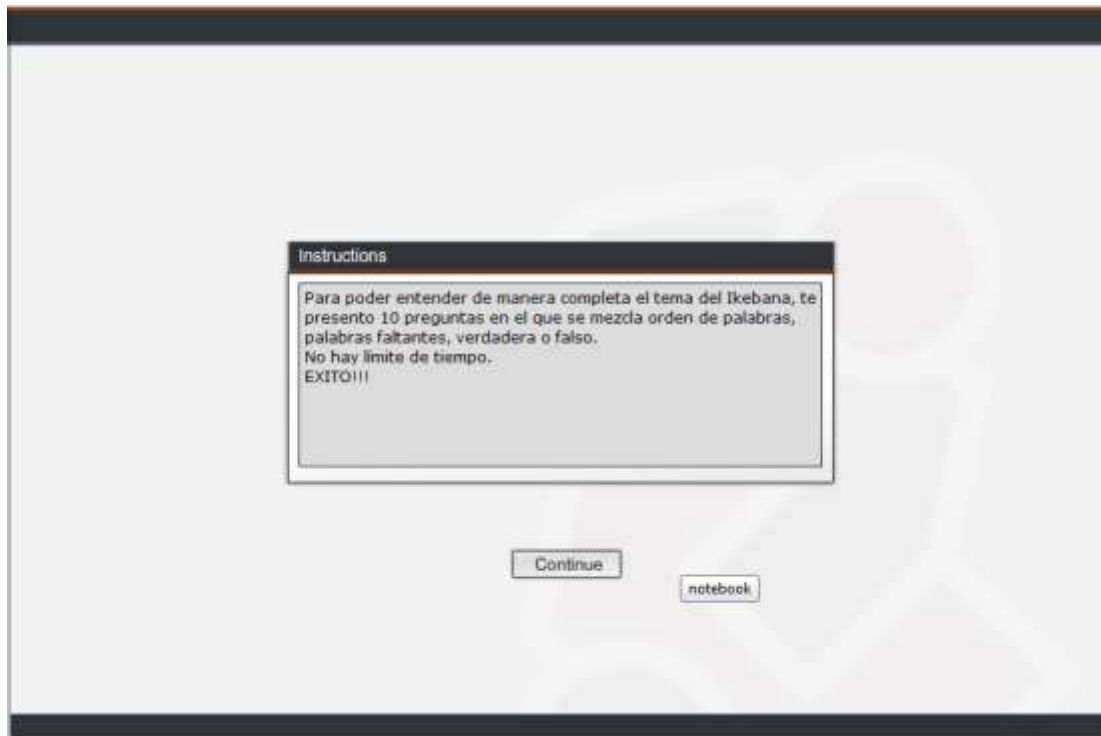 Instructions
Para poder entender de manera completa el tema del Ikebana, te
presento 10 preguntas en el que se mezcla orden de palabras,
palabras faltantes, verdadera o falso.
No hay límite de tiempo.
EXITO!!!
Continue
notebook